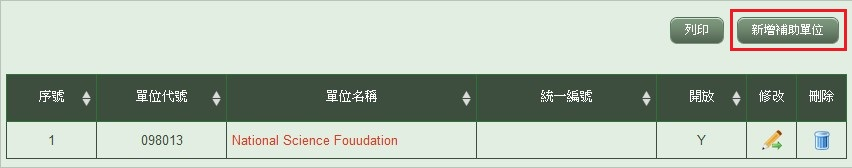 列印 新增補助單位
序號 單位代號 單位名稱 統一編號 開放 修改 刪除
1 098013 National Science Fouudation Y